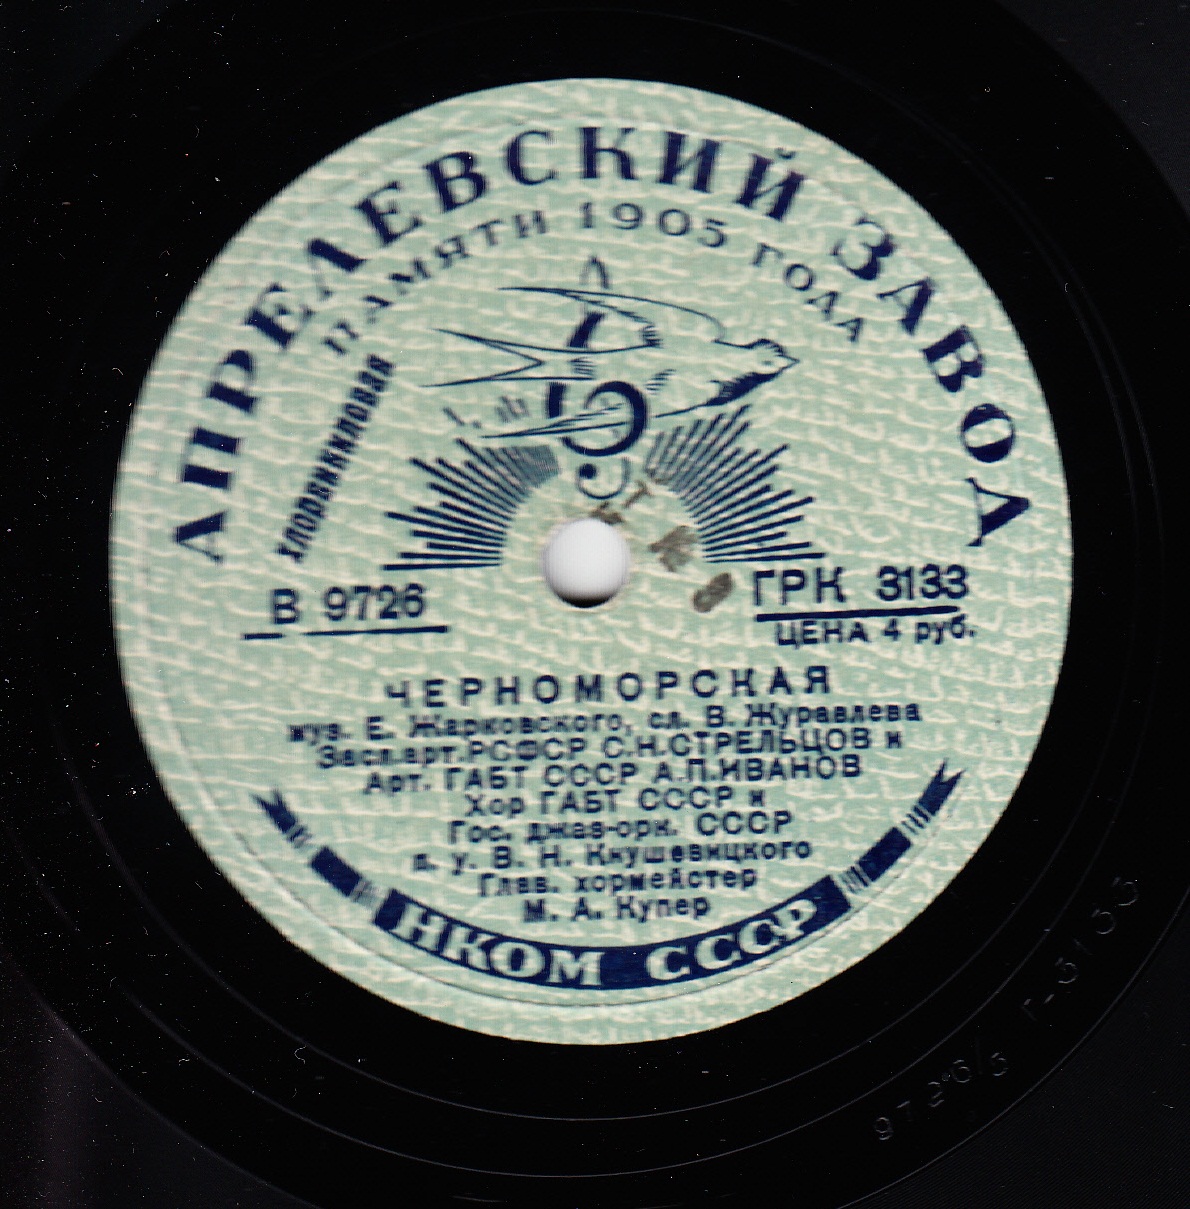 АПРЕЛЕВСКИЙ ЗАВОД
ПАМЯТИ 1905 ГОДА
ХЛОРВИНИЛОВАЯ
В 9726
ГРК 3133
ЦЕНА 4 руб.
ЧЕРНОМОРСКАЯ
муз. Е. Жарковского, сл. В. Журавлева
Засл.арт.РСФСР С.Н.СТРЕЛЬЦОВ и
Арт. ГАБТ СССР А.П.ИВАНОВ
Хор ГАБТ СССР и
Гос. джаз-орк. СССР
п. у. В. Н. Кнушевицкого
Глав. хормейстер
М. А. Купер
НКОМ СССР
9726/3 Г-3133